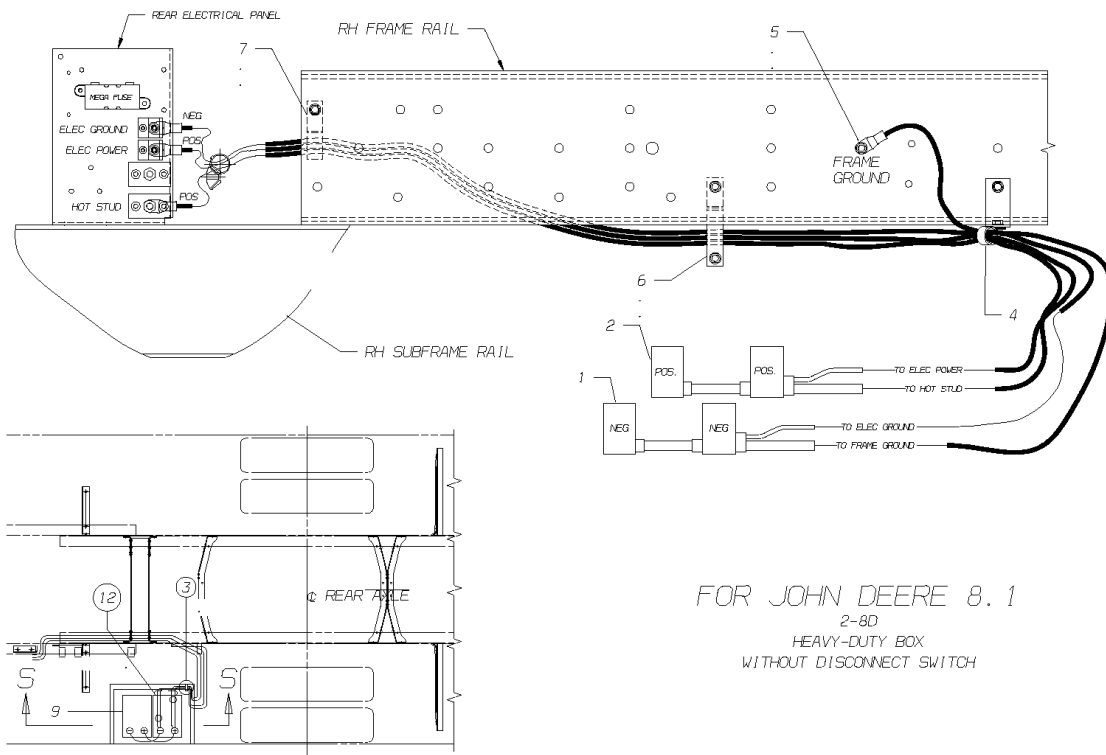 REAR ELECTRICAL PANEL
RH FRAME RAIL
5
7
MEGA FUSE
NEG
ELEC GROUND
POS
ELEC POWER
POS
HOT STUD
FRAME
GROUND
6
4
2
RH SUBFRAME RAIL
POS.
POS.
TO ELEC POWER
TO HOT STUD
1
NEG
NEG
TO ELEC GROUND
TO FRAME GROUND
3
12
℄ REAR AXLE
S
S
9
FOR JOHN DEERE 8.1
2-8D
HEAVY-DUTY BOX
WITHOUT DISCONNECT SWITCH